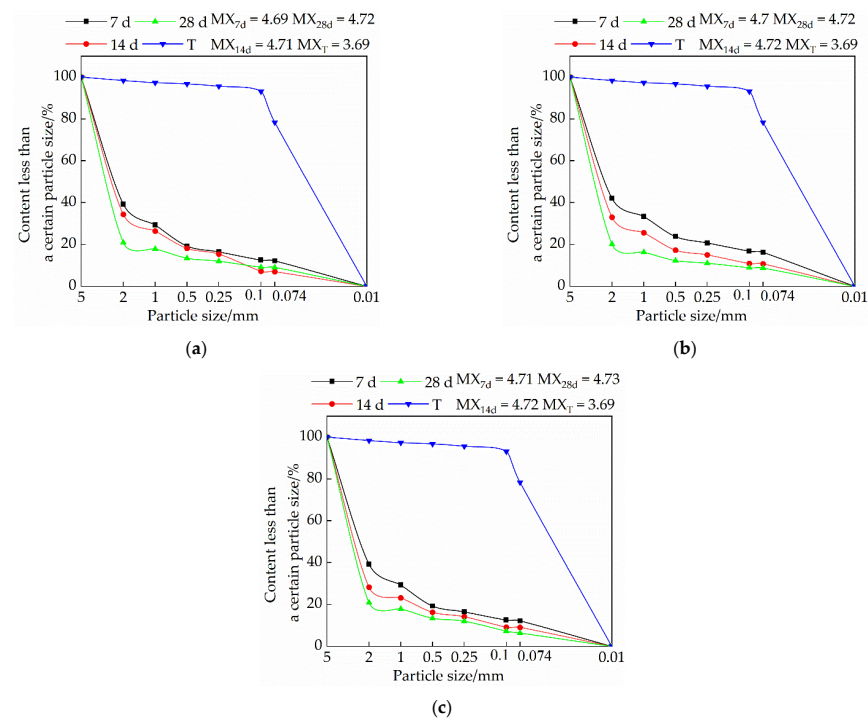 7 d 28 d MX7d = 4.69 MX28d = 4.72
14 d T MX14d = 4.71 MXT = 3.69
100
80
60
40
20
0
Content less than
a certain particle size/%
5 2 1 0.5 0.25 0.1 0.074 0.01
Particle size/mm
(a)
7 d 28 d MX7d = 4.7 MX28d = 4.72
14 d T MX14d = 4.72 MXT = 3.69
100
80
60
40
20
0
Content less than
a certain particle size/%
5 2 1 0.5 0.25 0.1 0.074 0.01
Particle size/mm
(b)
7 d 28 d MX7d = 4.71 MX28d = 4.73
14 d T MX14d = 4.72 MXT = 3.69
100
80
60
40
20
0
Content less than
a certain particle size/%
5 2 1 0.5 0.25 0.1 0.074 0.01
Particle size/mm
(c)